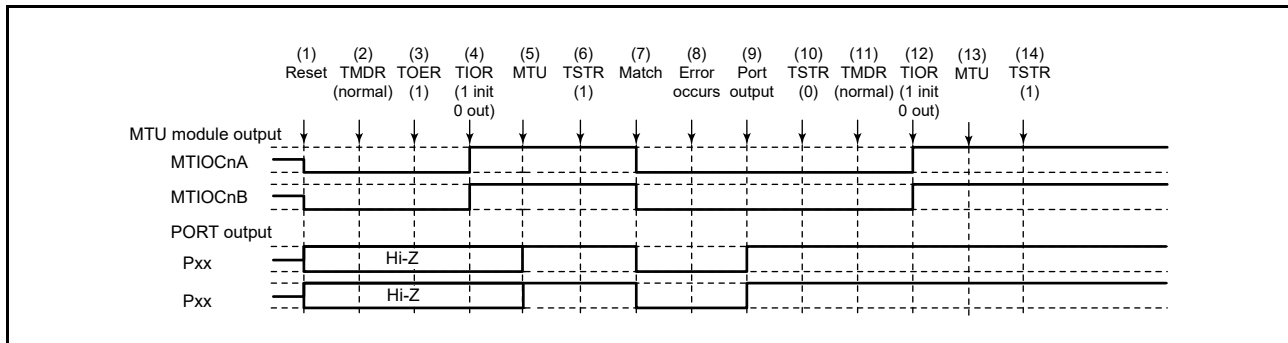 (1) (2) (3) (4) (5) (6) (7) (8) (9) (10) (11) (12) (13) (14)
Reset TMDR TOER TIOR MTU TSTR Match Error Port TSTR TMDR TIOR MTU TSTR
(normal) (1) (1 init (1) occurs output (0) (normal) (1 init (1)
0 out) 0 out)
MTU module output
MTIOCnA
MTIOCnB
PORT output
Pxx Hi-Z
Pxx Hi-Z